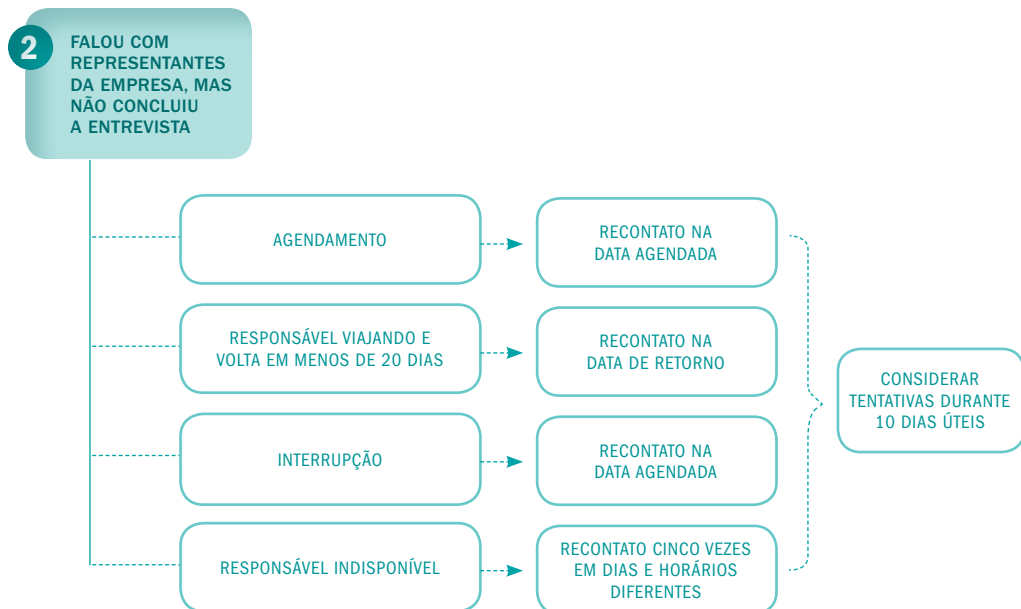 2
FALOU COM
REPRESENTANTES
DA EMPRESA, MAS
NÃO CONCLUIU
A ENTREVISTA
AGENDAMENTO
RECONTATO NA
DATA AGENDADA
RESPONSÁVEL VIAJANDO E
VOLTA EM MENOS DE 20 DIAS
RECONTATO NA
DATA DE RETORNO
INTERRUPÇÃO
RECONTATO NA
DATA AGENDADA
RESPONSÁVEL INDISPONÍVEL
RECONTATO CINCO VEZES
EM DIAS E HORÁRIOS
DIFERENTES
CONSIDERAR
TENTATIVAS DURANTE
10 DIAS ÚTEIS